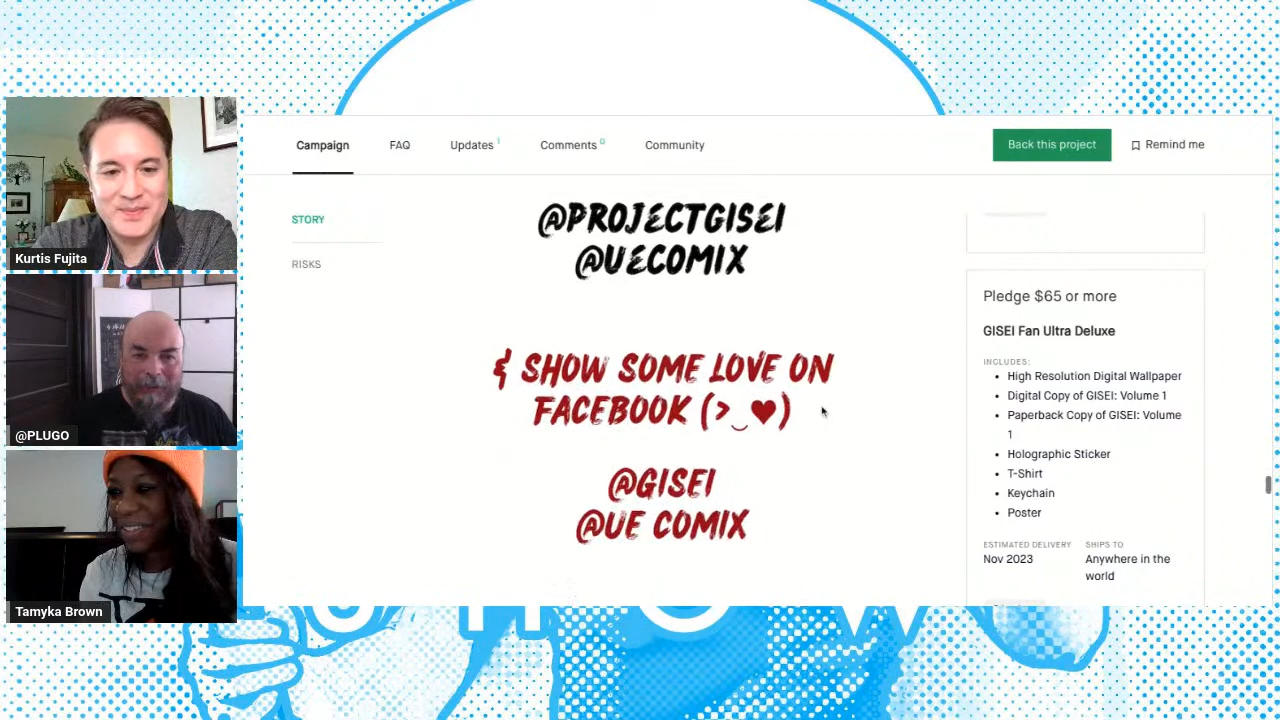 Campaign
FAQ
Updates 1
Comments 0
Community
Back this project
Remind me
STORY
RISKS
@PROJECTGISEI
@UECOMIX
& SHOW SOME LOVE ON
FACEBOOK (>‿♥)
@GISEI
@UE COMIX
Pledge $65 or more
GISEI Fan Ultra Deluxe
INCLUDES:
• High Resolution Digital Wallpaper
• Digital Copy of GISEI: Volume 1
• Paperback Copy of GISEI: Volume
1
• Holographic Sticker
• T-Shirt
• Keychain
• Poster
ESTIMATED DELIVERY
Nov 2023
SHIPS TO
Anywhere in the
world
Kurtis Fujita
@PLUGO
Tamyka Brown